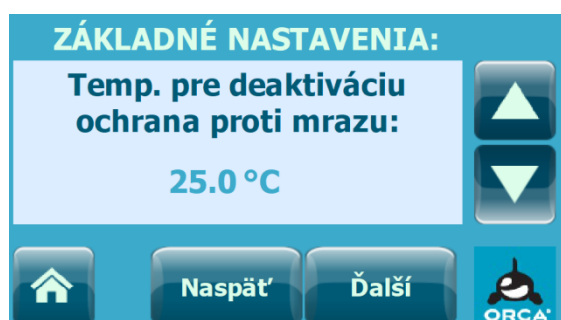 ZÁKLADNÉ NASTAVENIA:
Temp. pre deaktiváciu
ochrana proti mrazu:
25.0 °C
Naspäť Ďalší
ORCA